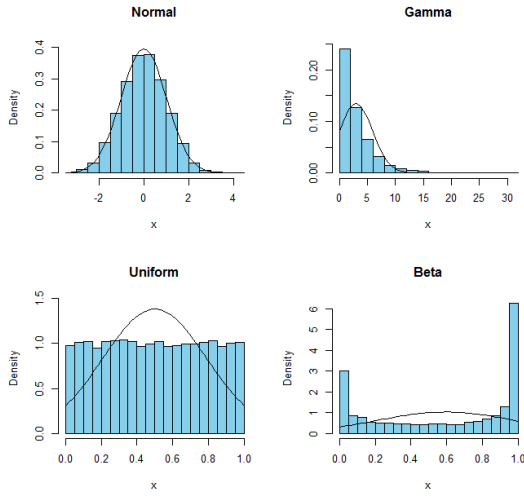 Normal
Density
0.0 0.1 0.2 0.3 0.4
-2 0 2 4
x
Gamma
Density
0.00 0.10 0.20
0 5 10 15 20 25 30
x
Uniform
Density
0.0 0.5 1.0 1.5
0.0 0.2 0.4 0.6 0.8 1.0
x
Beta
Density
0 1 2 3 4 5 6
0.0 0.2 0.4 0.6 0.8 1.0
x